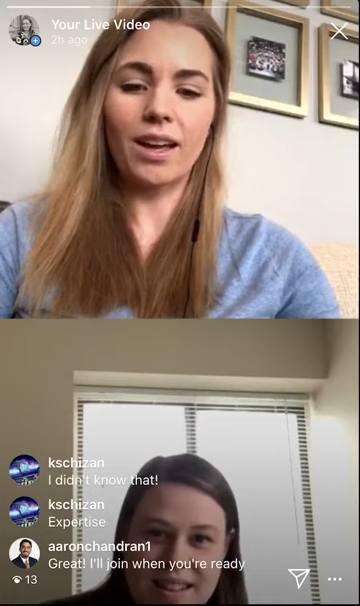 Your Live Video
2h ago
kschizan
I didn't know that!
kschizan
Expertise
aaronchandran1
Great! I'll join when you're ready
13